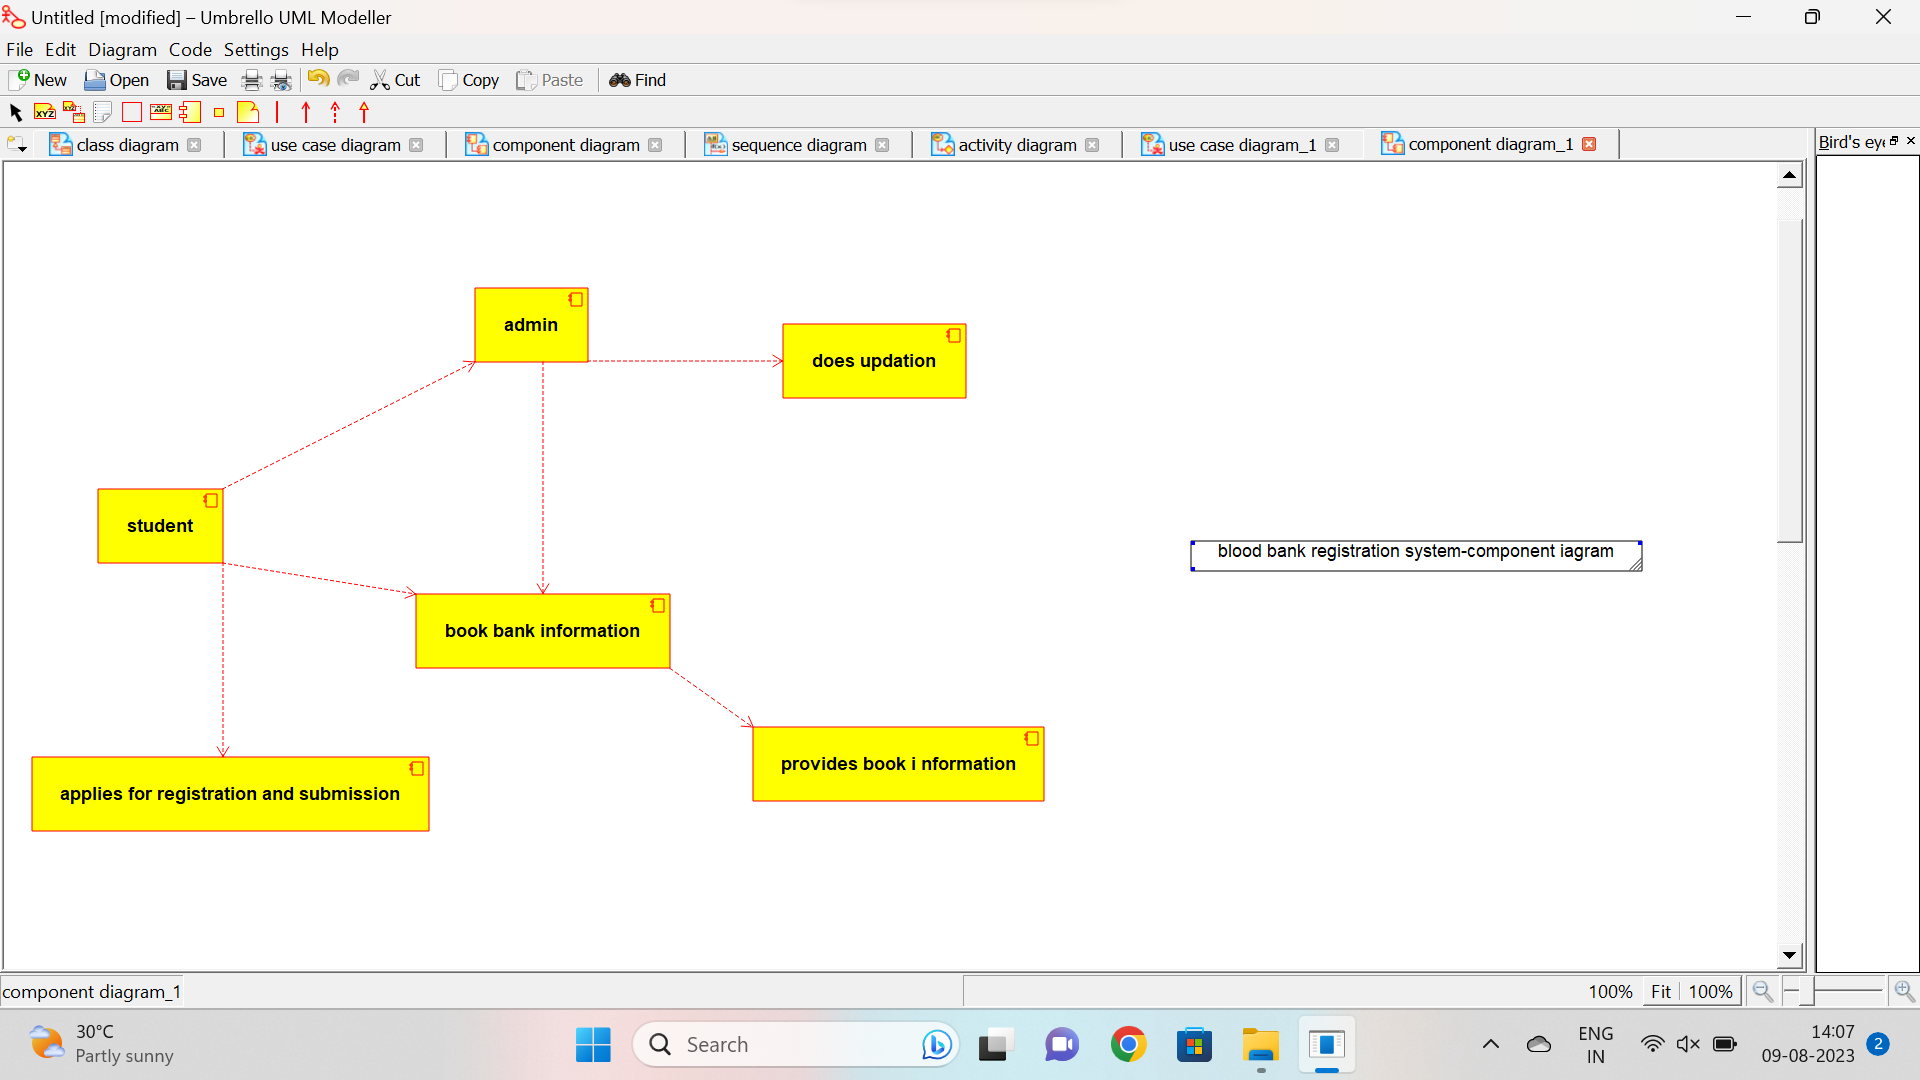 Untitled [modified] – Umbrello UML Modeller
File Edit Diagram Code Settings Help
New Open Save Cut Copy Paste Find
class diagram use case diagram component diagram sequence diagram activity diagram use case diagram_1 component diagram_1
Bird's eye
admin
does updation
student
blood bank registration system-component iagram
book bank information
provides book i nformation
applies for registration and submission
component diagram_1
100% Fit 100%
30°C
Partly sunny
Search
ENG
IN
14:07
09-08-2023
2